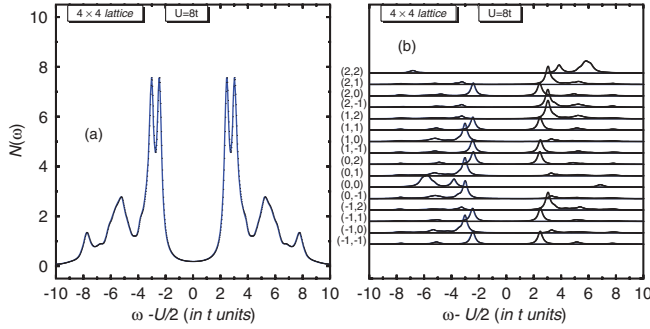 4 × 4 lattice
U=8t
(a)
N(ω)
10
8
6
4
2
0
-10 -8 -6 -4 -2 0 2 4 6 8 10
ω -U/2 (in t units)
4 × 4 lattice
U=8t
(b)
(2,2)
(2,1)
(2,0)
(2,-1)
(1,2)
(1,1)
(1,0)
(1,-1)
(0,2)
(0,1)
(0,0)
(0,-1)
(-1,2)
(-1,1)
(-1,0)
(-1,-1)
-10 -8 -6 -4 -2 0 2 4 6 8 10
ω- U/2 (in t units)